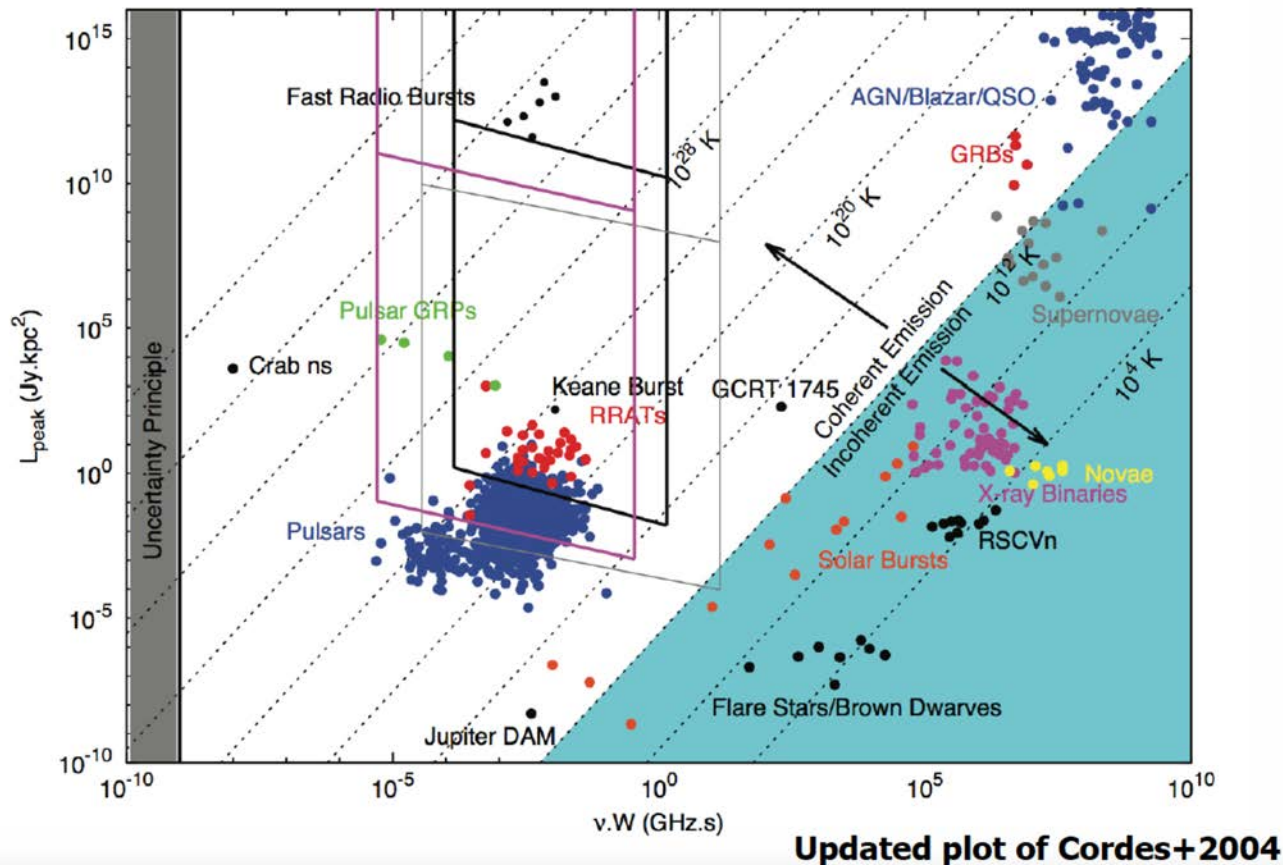 10^15
Fast Radio Bursts
AGN/Blazar/QSO
GRBs
10^28 K
10^10
10^20 K
10^12 K
Pulsar GRPs
Supernovae
10^5
Crab ns
Keane Burst
GCRT 1745
RRATs
Coherent Emission
Incoherent Emission
10^4 K
L_peak (Jy.kpc^2)
Uncertainty Principle
10^0
Novae
X-ray Binaries
Pulsars
RSCVn
Solar Bursts
10^-5
Flare Stars/Brown Dwarves
Jupiter DAM
10^-10
10^-10 10^-5 10^0 10^5 10^10
ν.W (GHz.s)
Updated plot of Cordes+2004